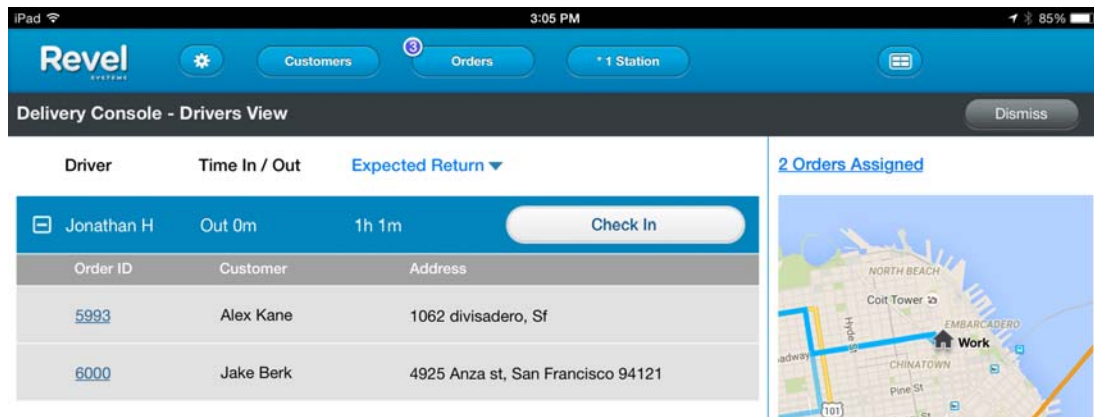 iPad 3:05 PM 85%
Revel
SYSTEMS
Customers
3
Orders
* 1 Station
Delivery Console - Drivers View
Dismiss
Driver Time In / Out Expected Return
2 Orders Assigned
Jonathan H Out 0m 1h 1m Check In
Order ID Customer Address
5993 Alex Kane 1062 divisadero, Sf
6000 Jake Berk 4925 Anza st, San Francisco 94121
NORTH BEACH
Coit Tower
Hyde St
EMBARCADERO
Work
adway
CHINATOWN
Pine St
101
St